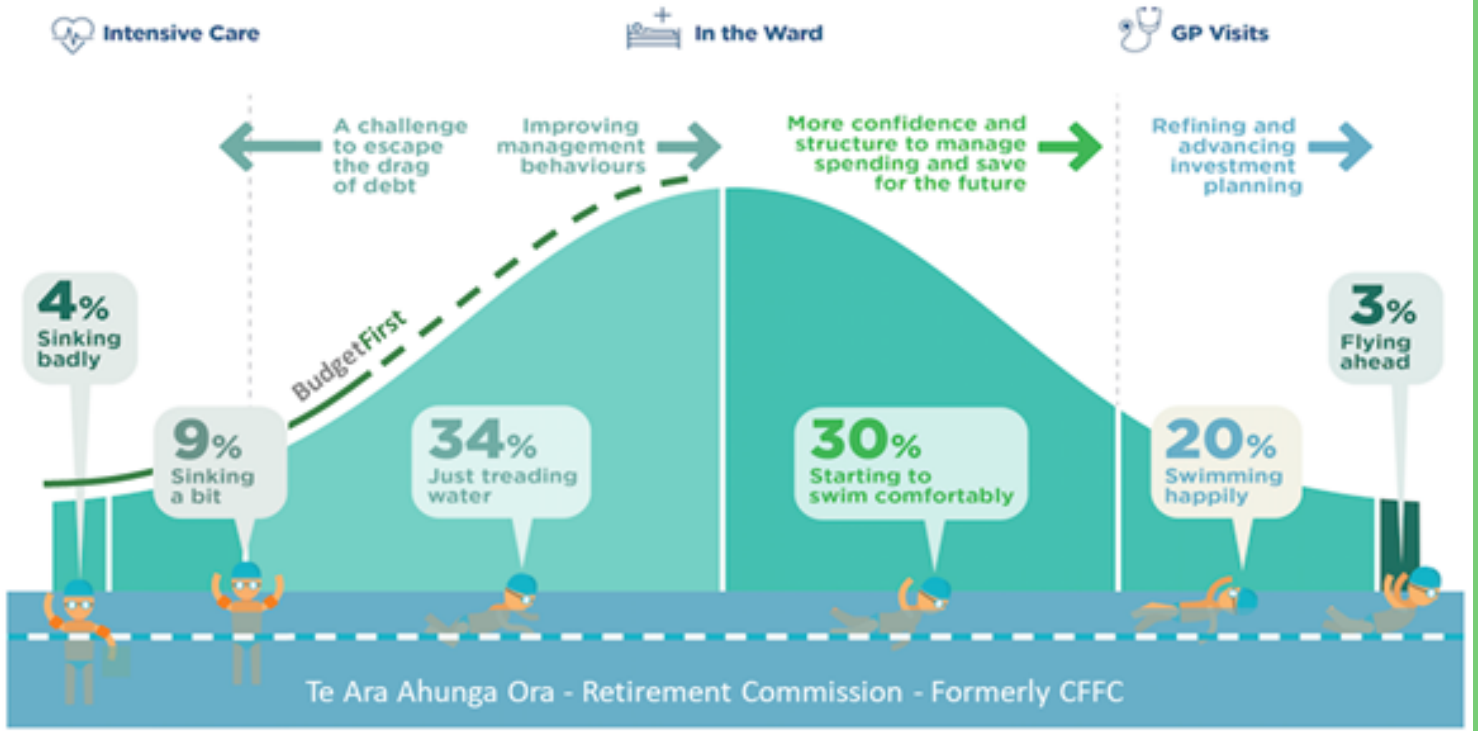 Intensive Care
In the Ward
GP Visits
A challenge
to escape
the drag
of debt
Improving
management
behaviours
More confidence and
structure to manage
spending and save
for the future
Refining and
advancing
investment
planning
BudgetFirst
4%
Sinking
badly
9%
Sinking
a bit
34%
Just treading
water
30%
Starting to
swim comfortably
20%
Swimming
happily
3%
Flying
ahead
Te Ara Ahunga Ora - Retirement Commission - Formerly CFFC